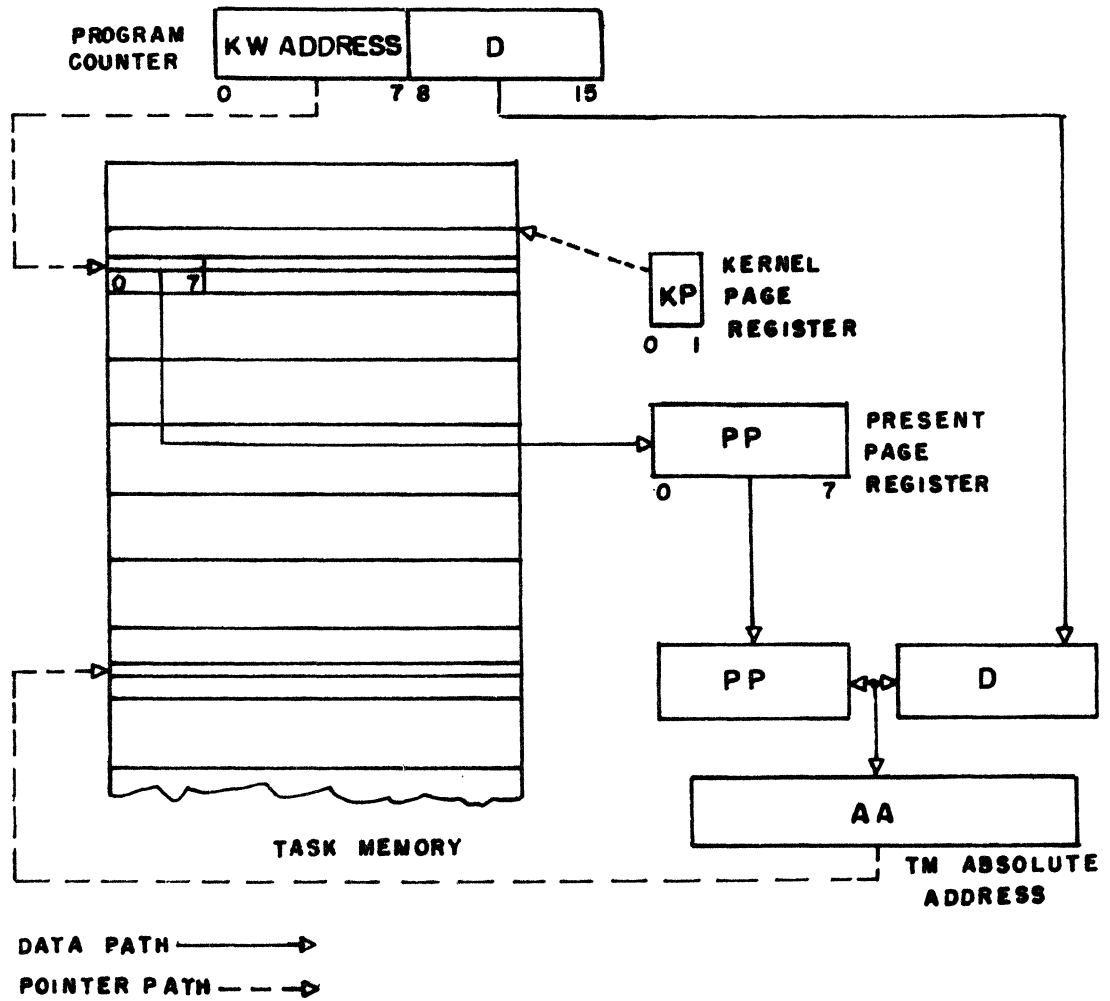 PROGRAM
COUNTER
KW ADDRESS
D
0
7
8
15
0
7
KP
KERNEL
PAGE
REGISTER
0
1
PP
PRESENT
PAGE
REGISTER
0
7
PP
D
AA
TASK MEMORY
TM ABSOLUTE
ADDRESS
DATA PATH
POINTER PATH